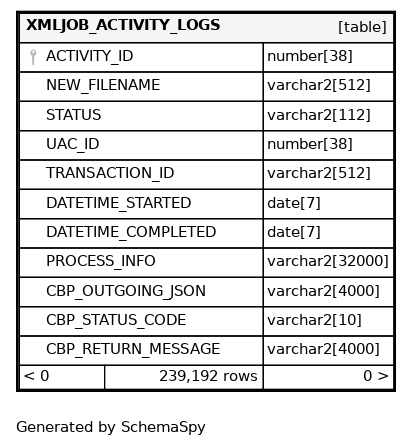 XMLJOB_ACTIVITY_LOGS [table]
ACTIVITY_ID number[38]
NEW_FILENAME varchar2[512]
STATUS varchar2[112]
UAC_ID number[38]
TRANSACTION_ID varchar2[512]
DATETIME_STARTED date[7]
DATETIME_COMPLETED date[7]
PROCESS_INFO varchar2[32000]
CBP_OUTGOING_JSON varchar2[4000]
CBP_STATUS_CODE varchar2[10]
CBP_RETURN_MESSAGE varchar2[4000]
< 0 239,192 rows 0 >
Generated by SchemaSpy